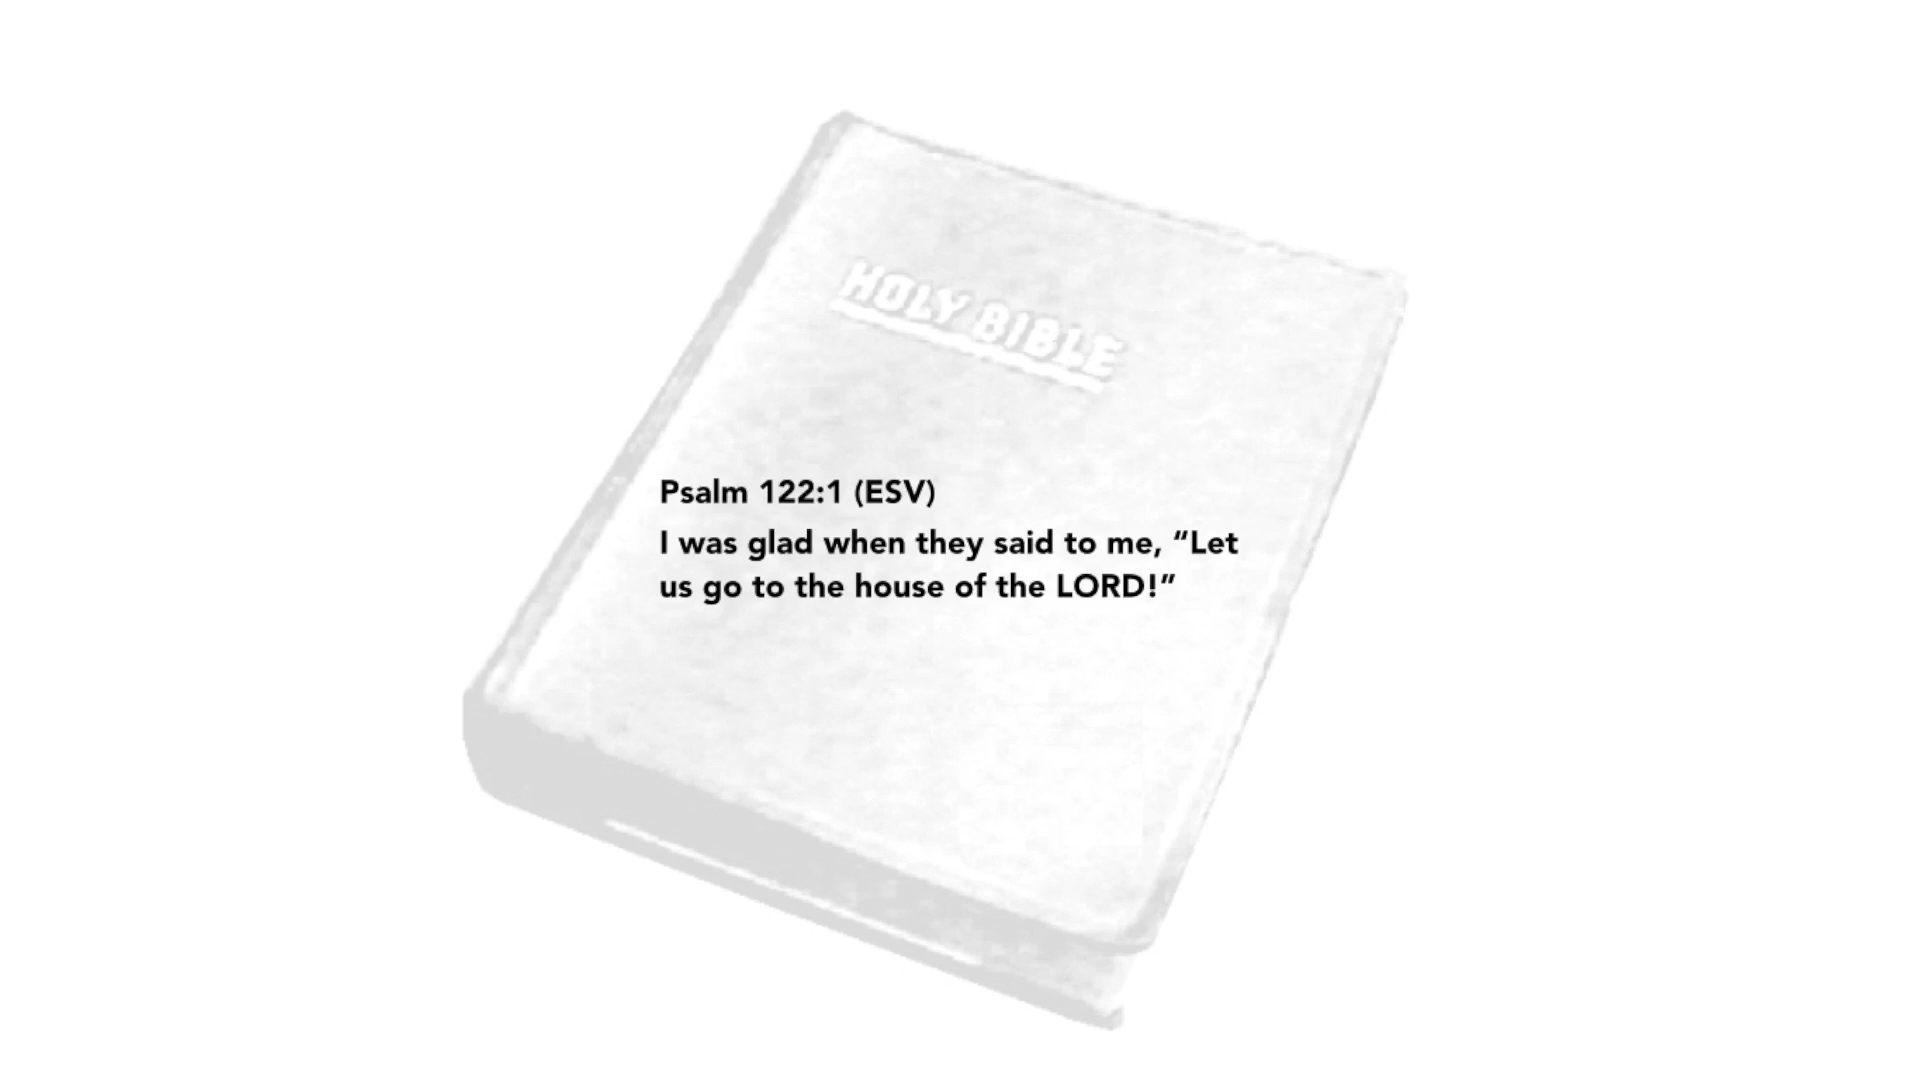 HOLY BIBLE
Psalm 122:1 (ESV)
I was glad when they said to me, “Let
us go to the house of the LORD!”